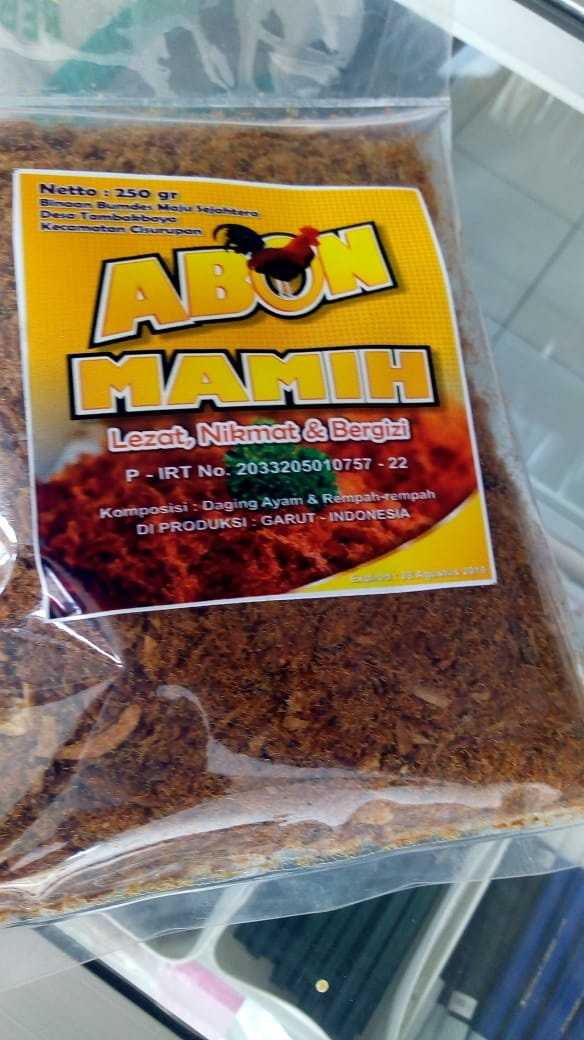 Netto : 250 gr
Binaan Bumdes Maju Sejahtera
Desa Tambakbaya
Kecamatan Cisurupan
ABON
MAMIH
Lezat, Nikmat & Bergizi
P - IRT No. 2033205010757 - 22
Komposisi : Daging Ayam & Rempah-rempah
DI PRODUKSI : GARUT - INDONESIA
Agustus